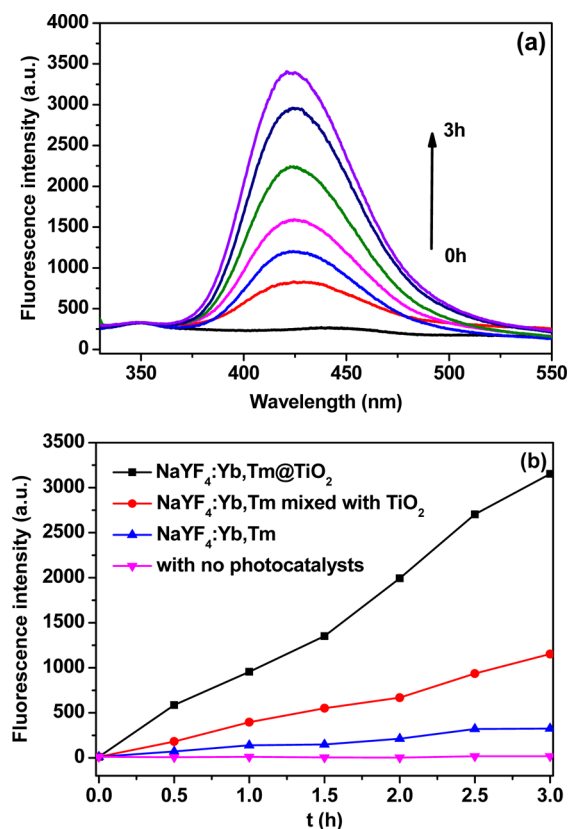 (a)
4000
3500
3000
2500
2000
1500
1000
500
0
Fluorescence intensity (a.u.)
3h
0h
350 400 450 500 550
Wavelength (nm)
(b)
3500
3000
2500
2000
1500
1000
500
0
Fluorescence intensity (a.u.)
NaYF₄:Yb,Tm@TiO₂
NaYF₄:Yb,Tm mixed with TiO₂
NaYF₄:Yb,Tm
with no photocatalysts
0.0 0.5 1.0 1.5 2.0 2.5 3.0
t (h)